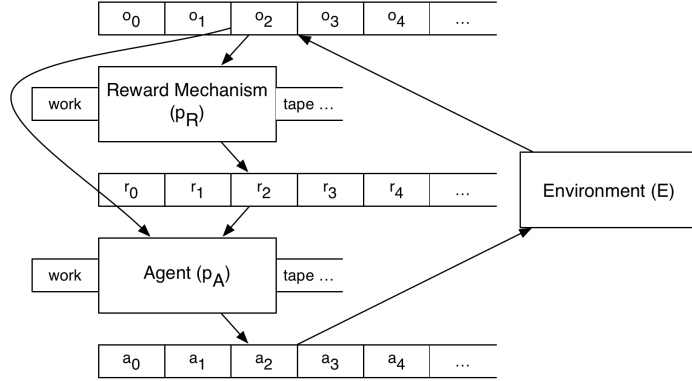 o0 o1 o2 o3 o4 ...
Reward Mechanism
(pR)
work
tape ...
r0 r1 r2 r3 r4 ...
Environment (E)
Agent (pA)
work
tape ...
a0 a1 a2 a3 a4 ...